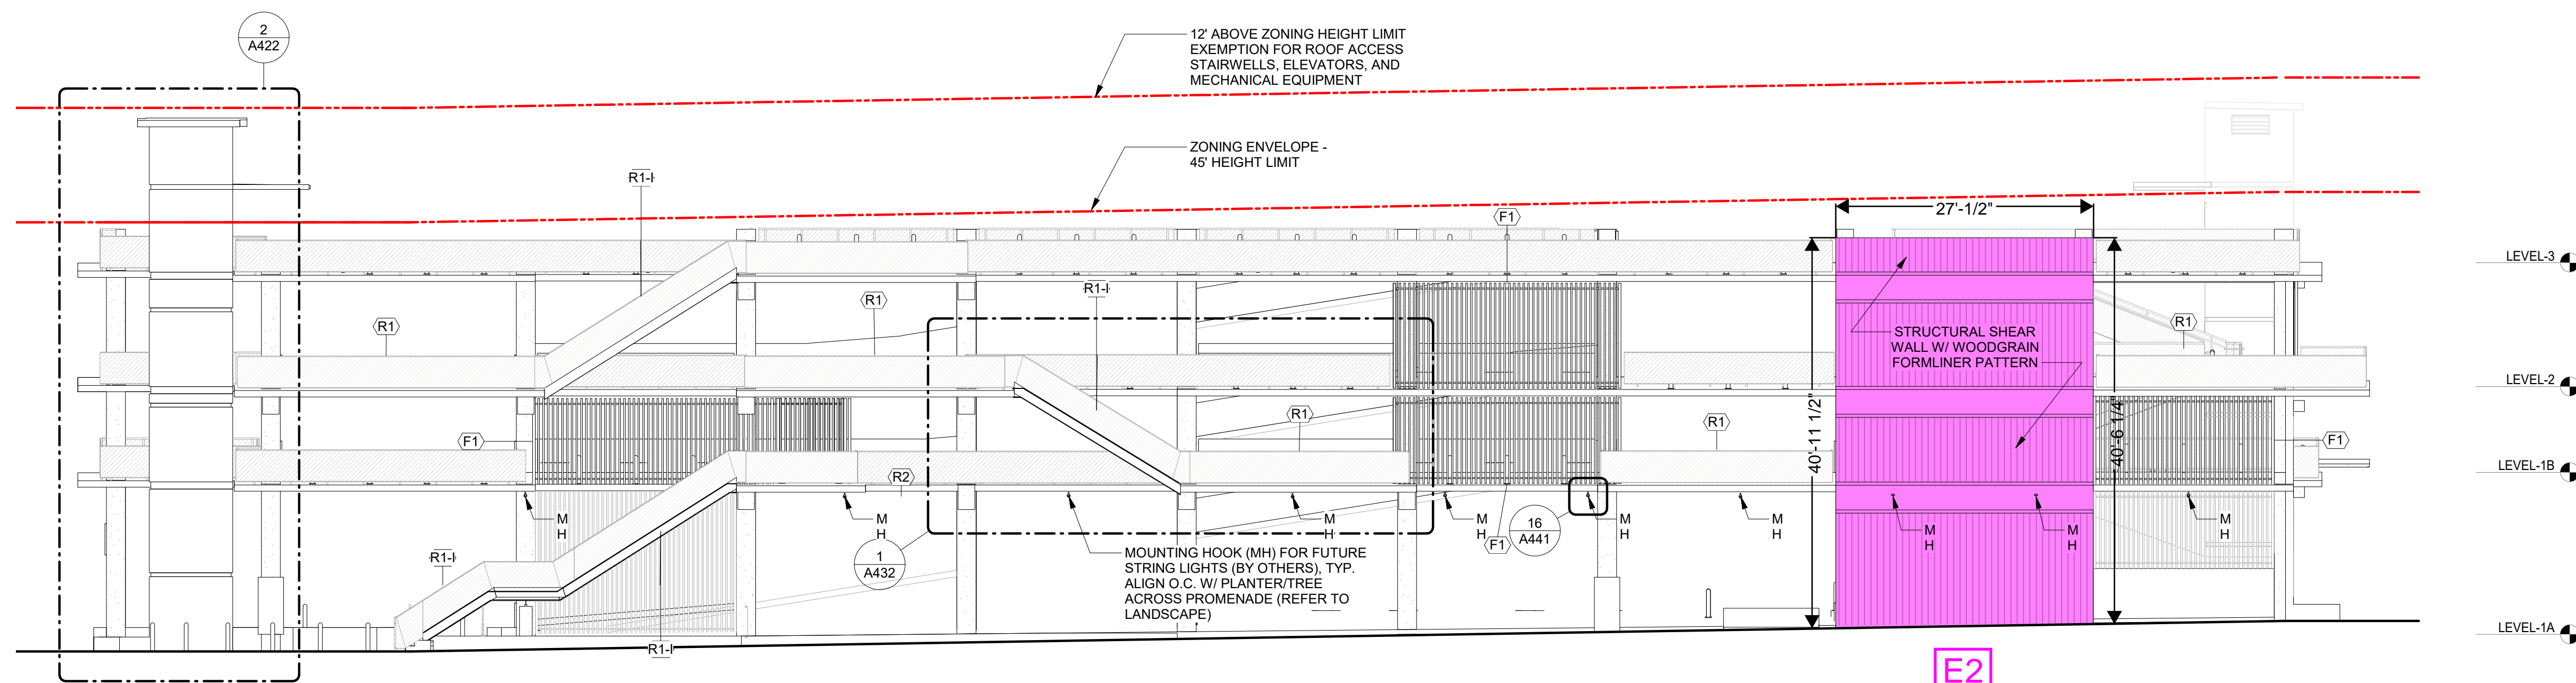 2
A422
12' ABOVE ZONING HEIGHT LIMIT
EXEMPTION FOR ROOF ACCESS
STAIRWELLS, ELEVATORS, AND
MECHANICAL EQUIPMENT
ZONING ENVELOPE -
45' HEIGHT LIMIT
R1-I
F1
27'-1/2"
LEVEL-3
R1
R1
R1-I
R1
STRUCTURAL SHEAR
WALL W/ WOODGRAIN
FORMLINER PATTERN
LEVEL-2
40'-11 1/2"
40'-6 1/4"
F1
R1
R1
F1
R2
LEVEL-1B
M
H
M
H
M
H
M
H
M
H
M
H
M
H
M
H
M
H
F1
16
A441
1
A432
R1-I
MOUNTING HOOK (MH) FOR FUTURE
STRING LIGHTS (BY OTHERS), TYP.
ALIGN O.C. W/ PLANTER/TREE
ACROSS PROMENADE (REFER TO
LANDSCAPE)
R1-I
LEVEL-1A
E2